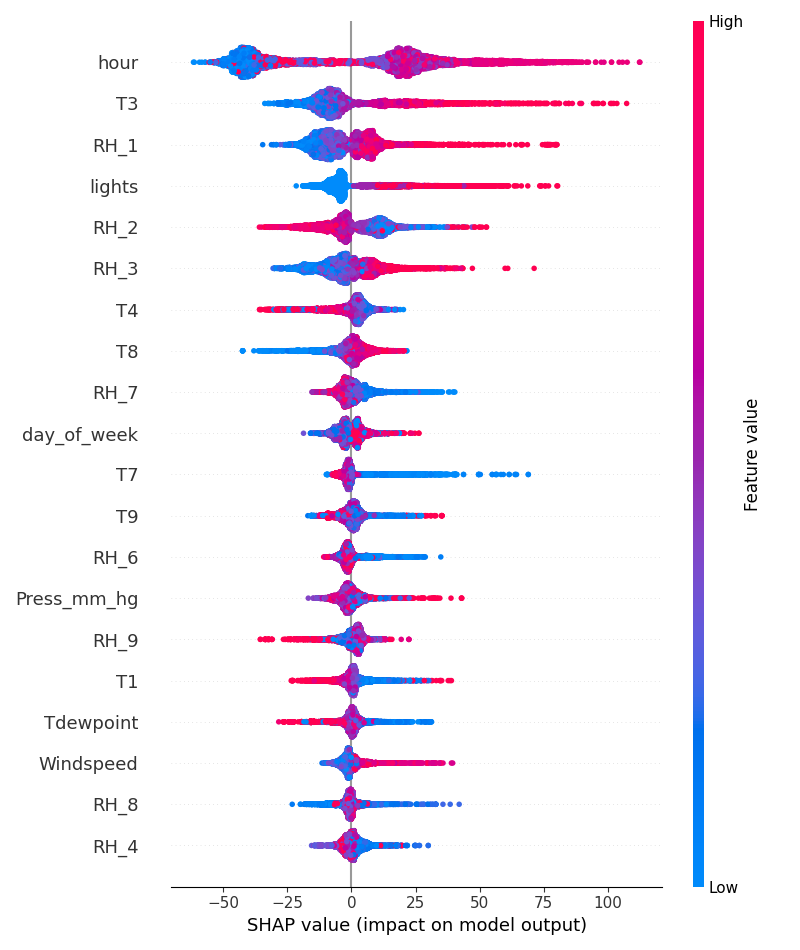 High
hour
T3
RH_1
lights
RH_2
RH_3
T4
T8
RH_7
day_of_week
T7
T9
RH_6
Press_mm_hg
RH_9
T1
Tdewpoint
Windspeed
RH_8
RH_4
Feature value
Low
−50 −25 0 25 50 75 100
SHAP value (impact on model output)